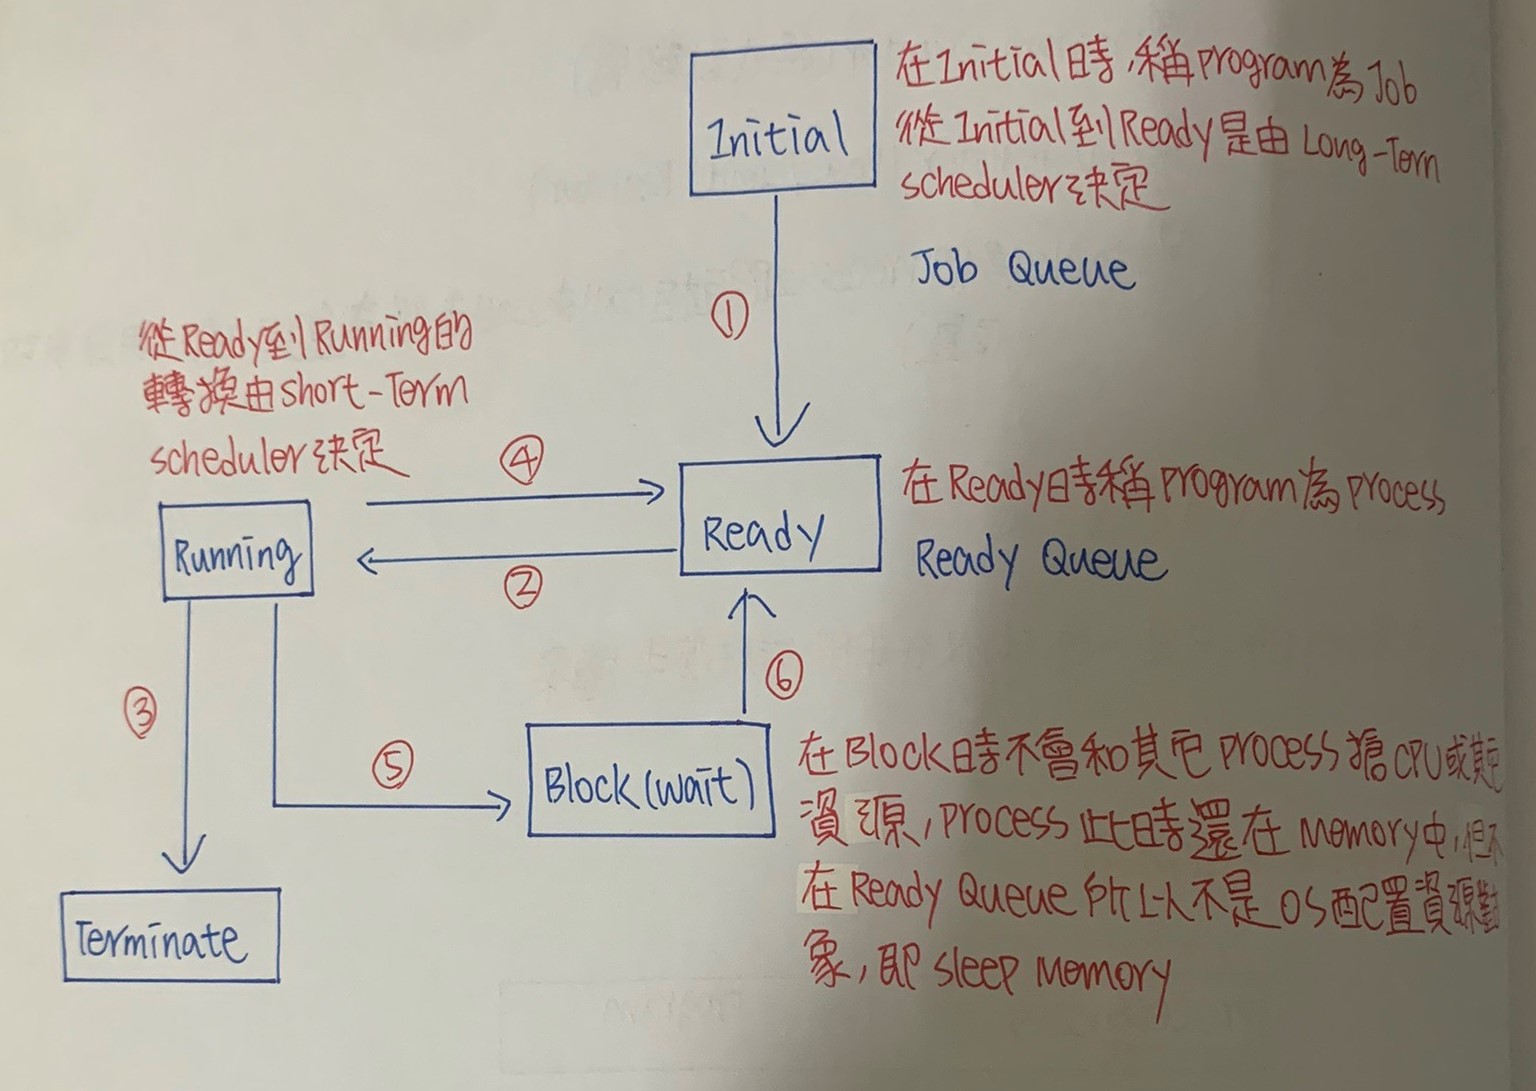 Initial
在Initial時,稱program為Job
從Initial到Ready是由Long-Term
scheduler決定
Job Queue
①
從Ready到Running的
轉換由short-Term
scheduler決定
④
Running
Ready
在Ready時稱program為process
Ready Queue
②
③
⑥
⑤
Block(wait)
在Block時不會和其它process搶CPU或其它
資源,process此時還在memory中,但不
在Ready Queue所以不是OS配置資源對
象,即sleep memory
Terminate